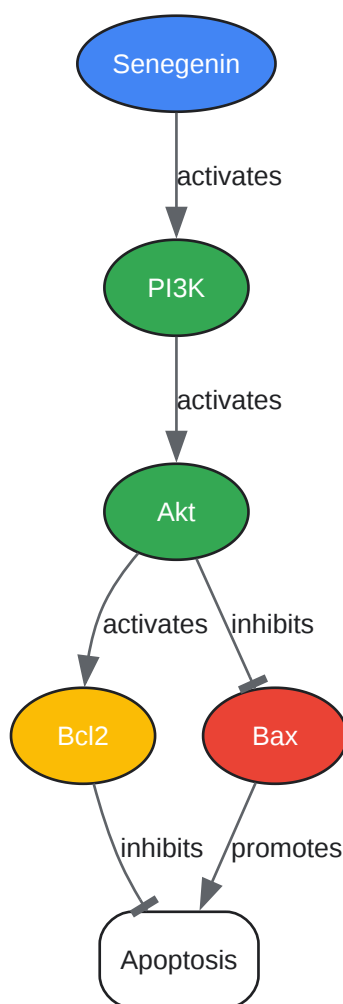 Senegenin
activates
PI3K
activates
Akt
activates
inhibits
Bcl2
Bax
inhibits
promotes
Apoptosis